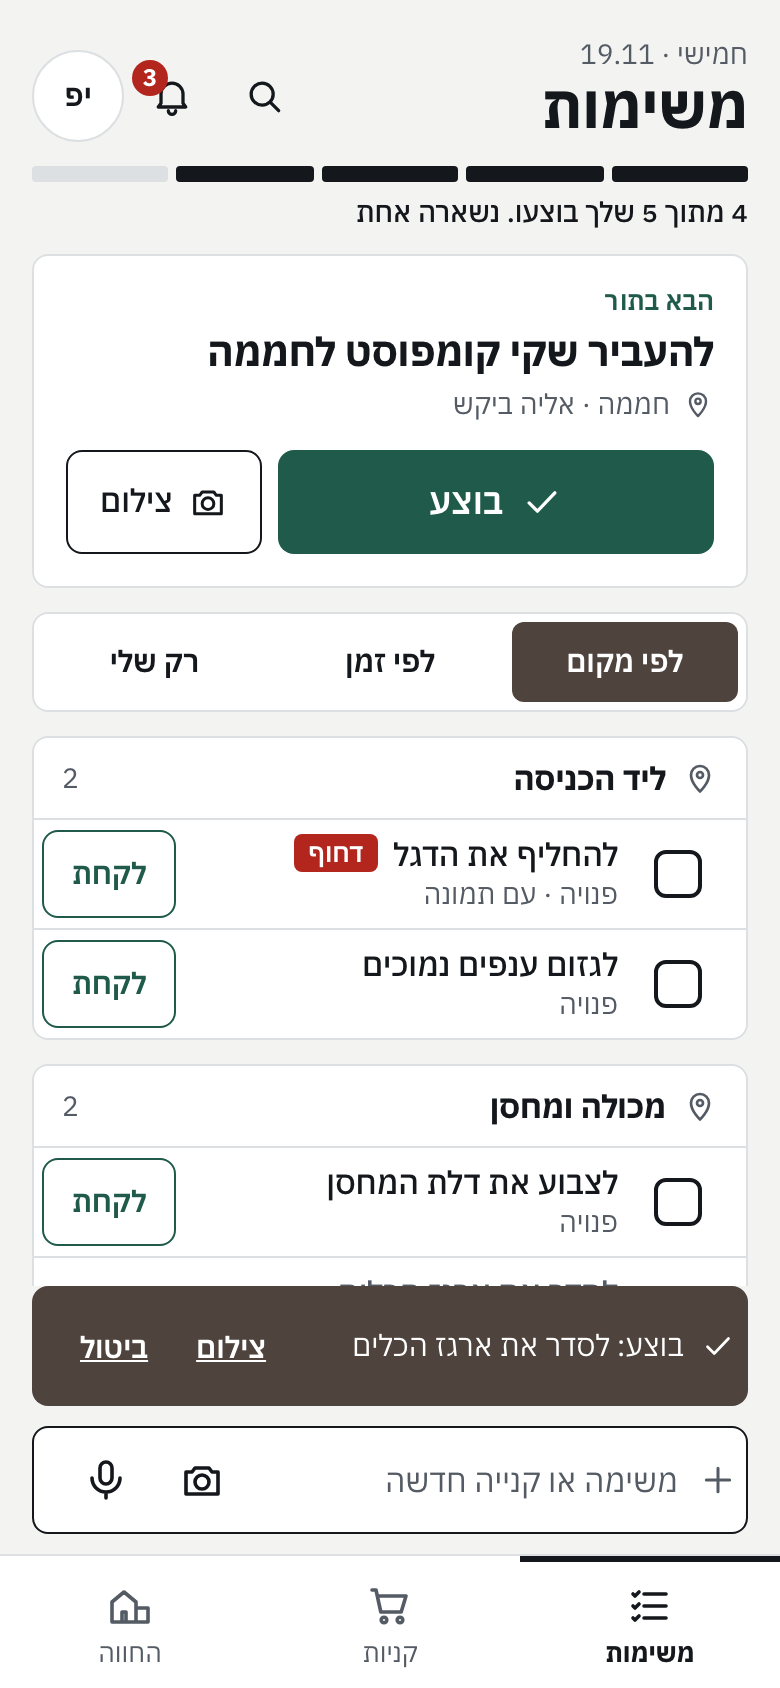 חמישי · 19.11
משימות
3
יפ
4 מתוך 5 שלך בוצעו. נשארה אחת
הבא בתור
להעביר שקי קומפוסט לחממה
חממה · אליה ביקש
בוצע
צילום
לפי מקום
לפי זמן
רק שלי
ליד הכניסה
2
להחליף את הדגל
דחוף
פנויה · עם תמונה
לקחת
לגזום ענפים נמוכים
פנויה
לקחת
מכולה ומחסן
2
לצבוע את דלת המחסן
פנויה
לקחת
בוצע: לסדר את ארגז הכלים
צילום
ביטול
משימה או קנייה חדשה
משימות
קניות
החווה